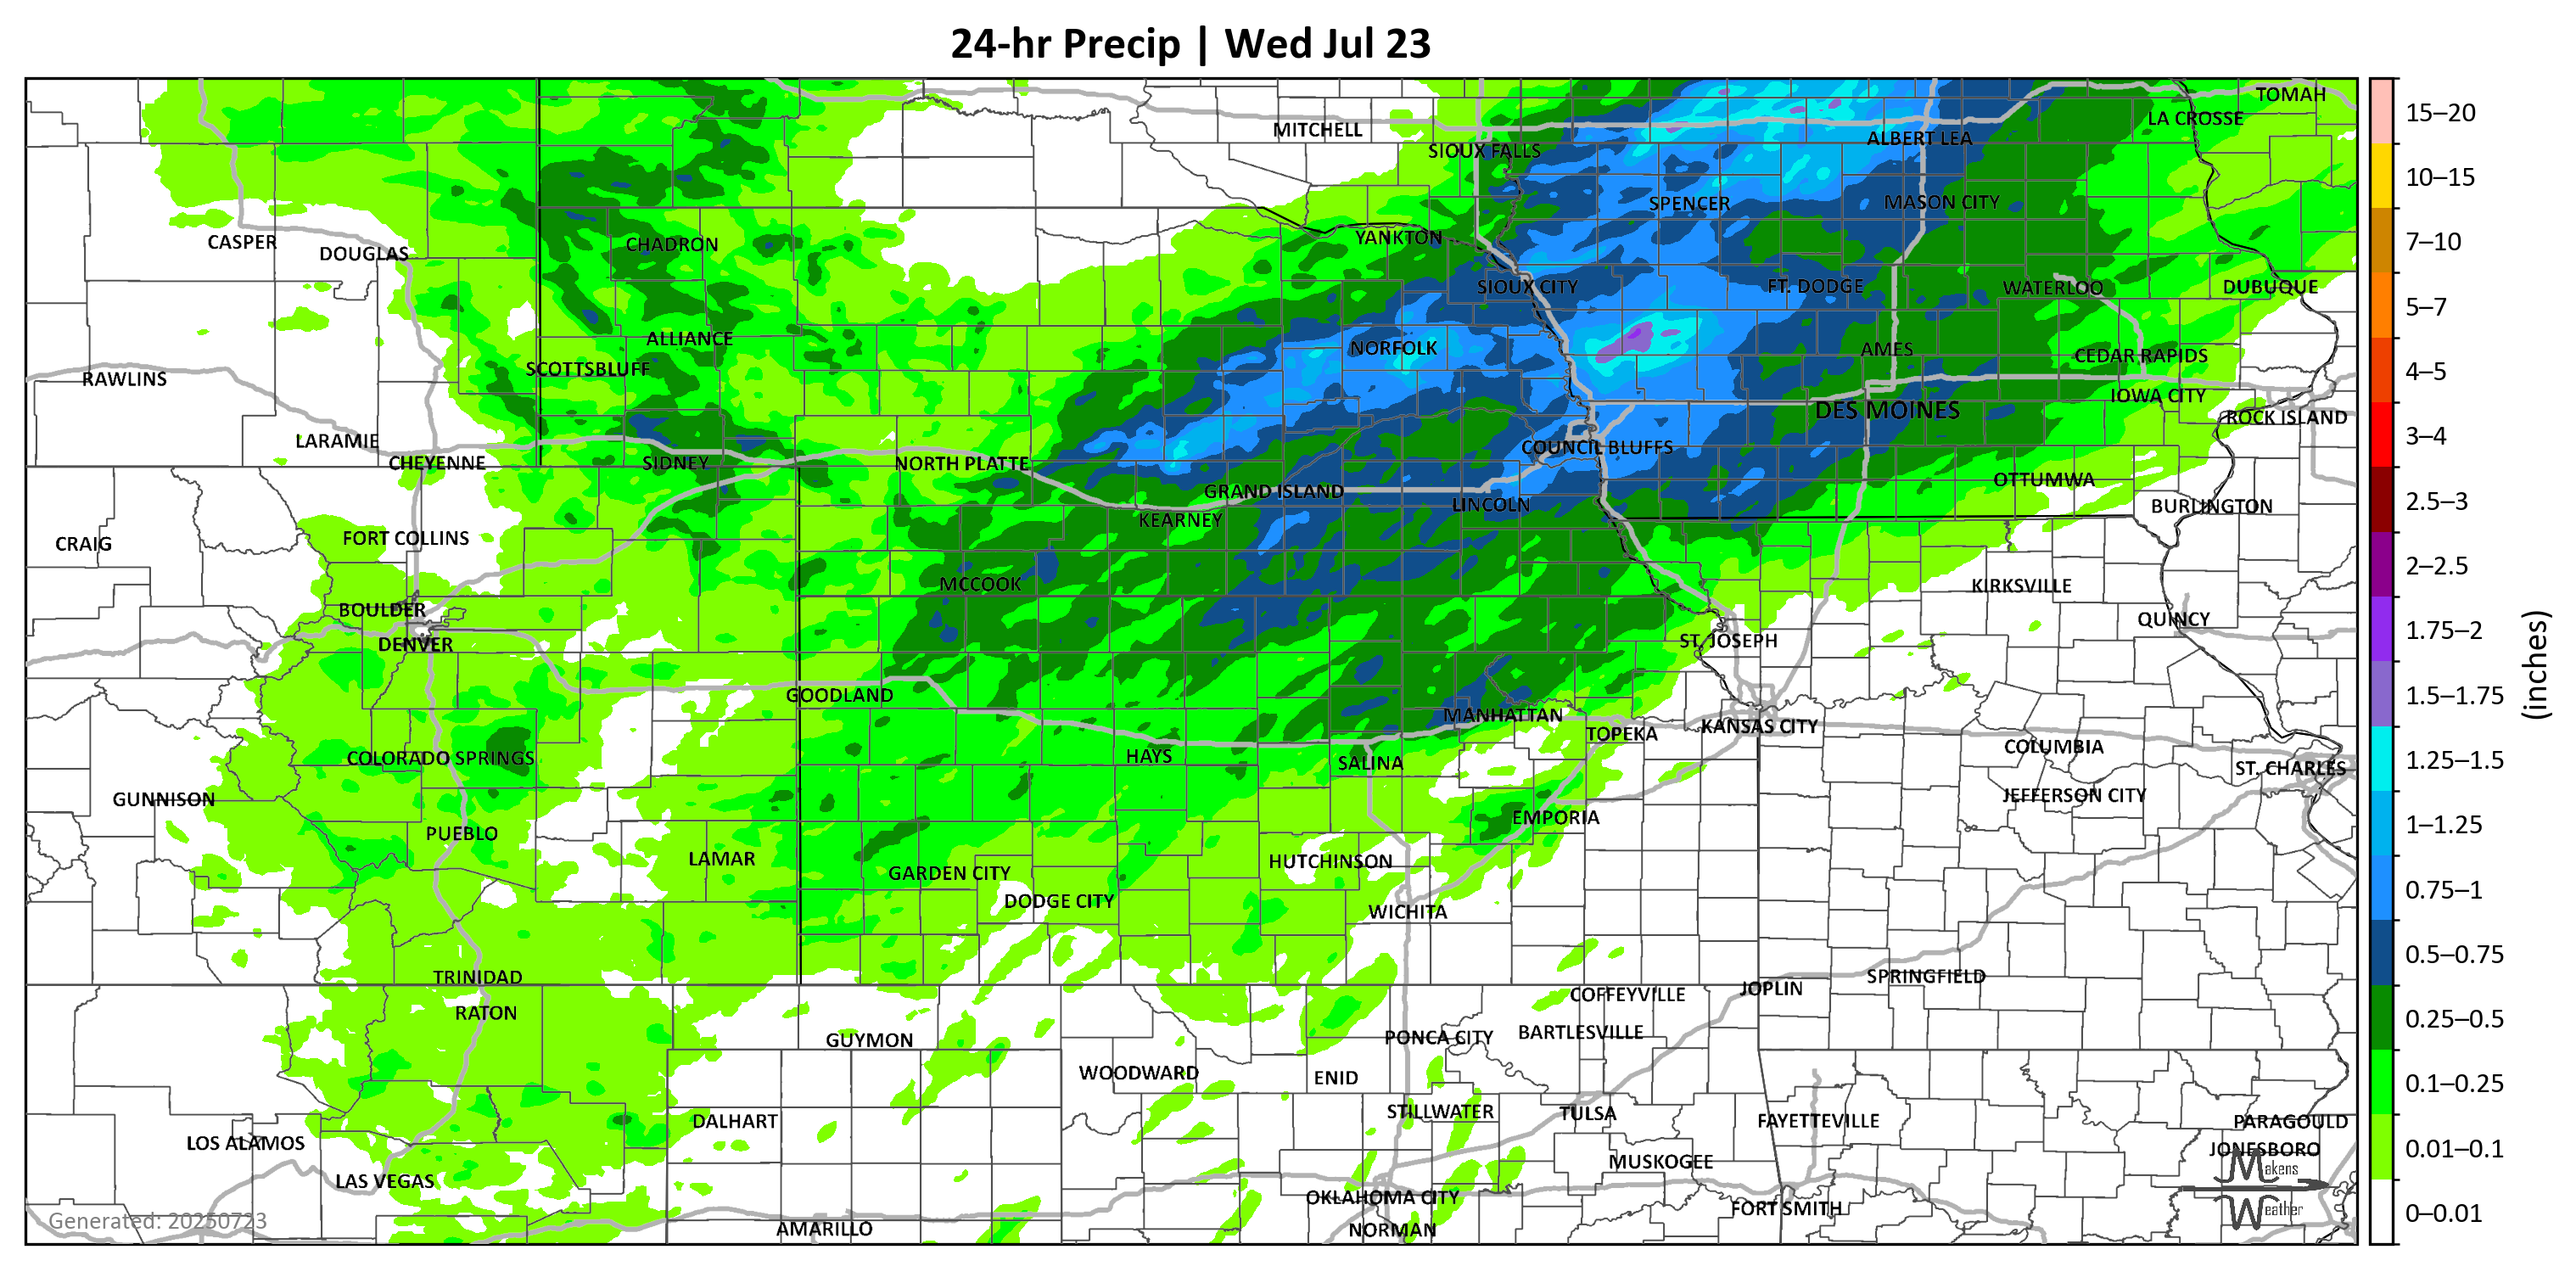 24-hr Precip | Wed Jul 23
TOMAH
LA CROSSE
MITCHELL
ALBERT LEA
SIOUX FALLS
SPENCER
MASON CITY
YANKTON
CASPER
CHADRON
DOUGLAS
SIOUX CITY
FT. DODGE
WATERLOO
DUBUQUE
ALLIANCE
NORFOLK
AMES
CEDAR RAPIDS
SCOTTSBLUFF
RAWLINS
IOWA CITY
DES MOINES
ROCK ISLAND
LARAMIE
COUNCIL BLUFFS
CHEYENNE
SIDNEY
NORTH PLATTE
OTTUMWA
GRAND ISLAND
LINCOLN
BURLINGTON
KEARNEY
FORT COLLINS
CRAIG
MCCOOK
KIRKSVILLE
BOULDER
QUINCY
DENVER
ST. JOSEPH
GOODLAND
MANHATTAN
TOPEKA
KANSAS CITY
COLUMBIA
COLORADO SPRINGS
HAYS
SALINA
ST. CHARLES
GUNNISON
JEFFERSON CITY
EMPORIA
PUEBLO
LAMAR
HUTCHINSON
GARDEN CITY
DODGE CITY
WICHITA
TRINIDAD
SPRINGFIELD
JOPLIN
COFFEYVILLE
RATON
GUYMON
PONCA CITY
BARTLESVILLE
WOODWARD
ENID
STILLWATER
TULSA
DALHART
FAYETTEVILLE
PARAGOULD
LOS ALAMOS
JONESBORO
MUSKOGEE
LAS VEGAS
OKLAHOMA CITY
FORT SMITH
AMARILLO
NORMAN
Generated: 20250723
Makens
Weather
15–20
10–15
7–10
5–7
4–5
3–4
2.5–3
2–2.5
1.75–2
1.5–1.75
1.25–1.5
1–1.25
0.75–1
0.5–0.75
0.25–0.5
0.1–0.25
0.01–0.1
0–0.01
(inches)